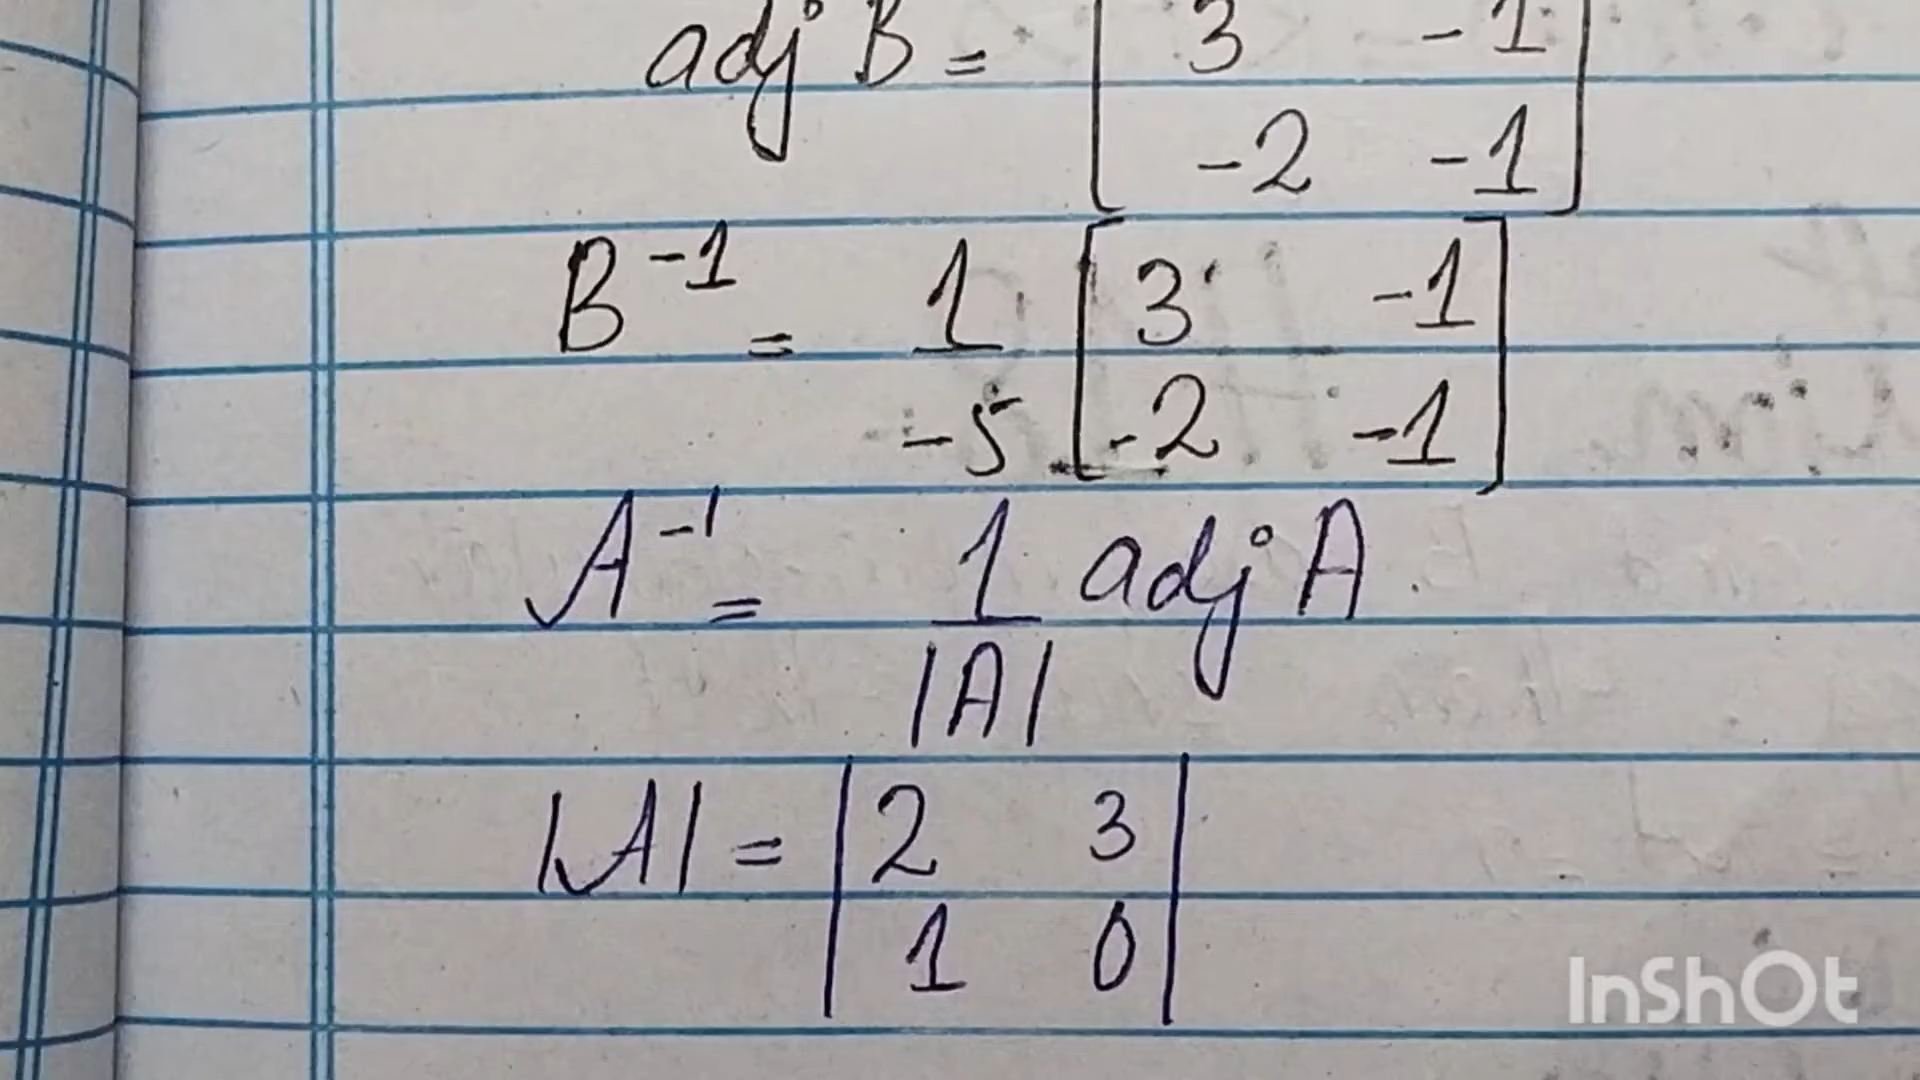 adj B = [ 3 -1
-2 -1 ]
B⁻¹ = 1/-5 [ 3 -1
-2 -1 ]
A⁻¹ = 1/|A| adj A
|A| = | 2 3
1 0 |
InShOt